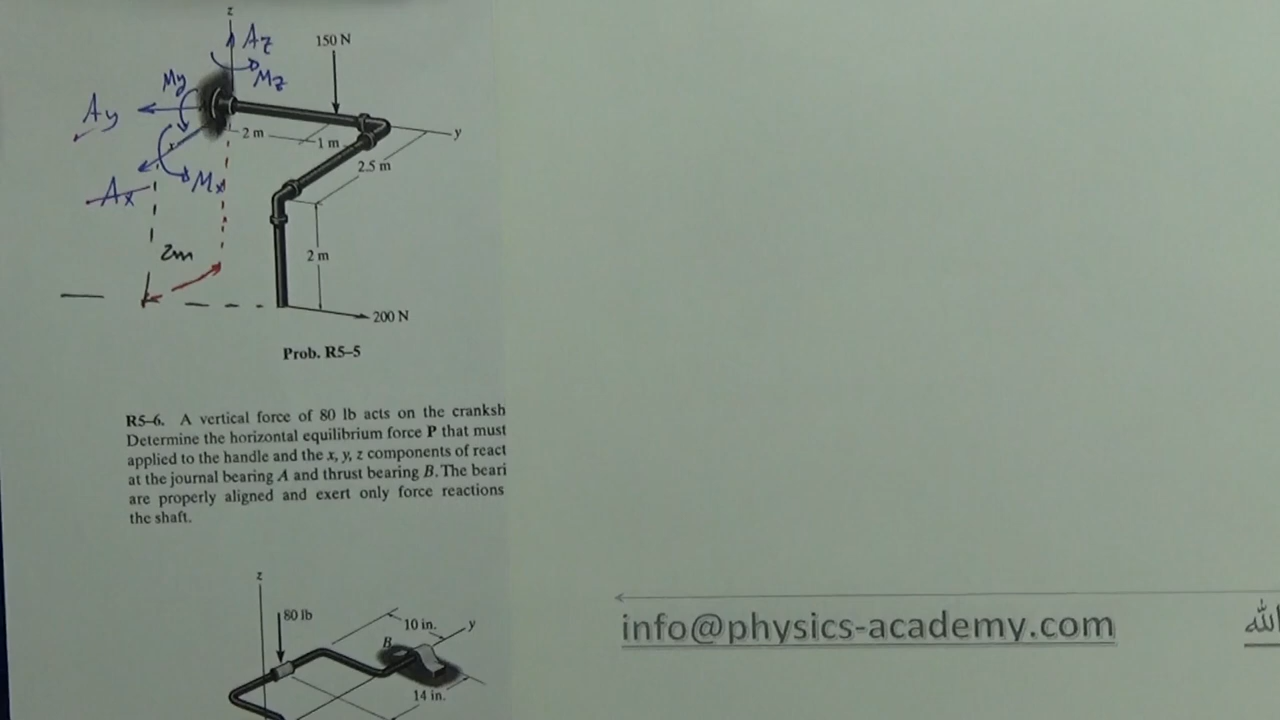 z
Az
150 N
My
Mz
Ay
2 m
1 m
y
x
2.5 m
Ax
Mx
2m
2 m
200 N
Prob. R5–5
R5–6. A vertical force of 80 lb acts on the cranksh
Determine the horizontal equilibrium force P that must
applied to the handle and the x, y, z components of react
at the journal bearing A and thrust bearing B. The beari
are properly aligned and exert only force reactions
the shaft.
z
80 lb
10 in.
y
B
14 in.
info@physics-academy.com
الله